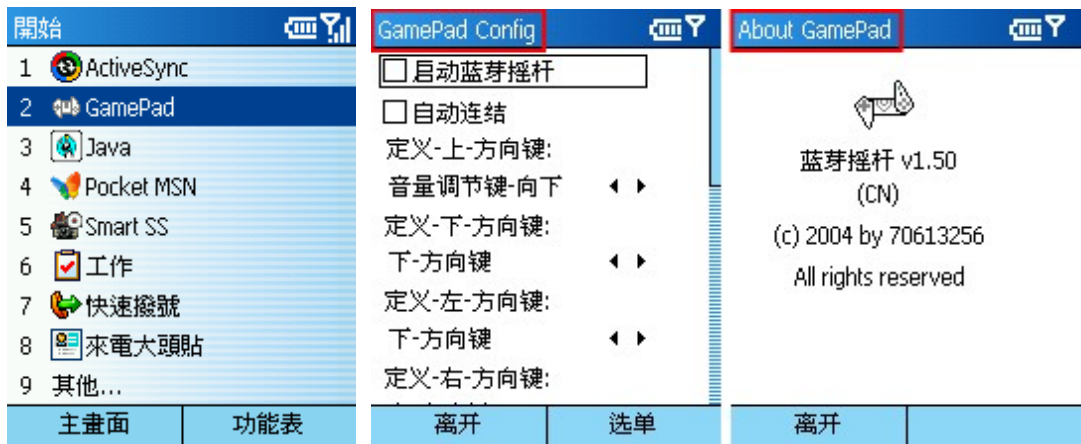 開始
1 ActiveSync
2 GamePad
3 Java
4 Pocket MSN
5 Smart SS
6 工作
7 快速撥號
8 來電大頭貼
9 其他...
主畫面 功能表
GamePad Config
启动蓝芽摇杆
自动连结
定义-上-方向键:
音量调节键-向下
定义-下-方向键:
下-方向键
定义-左-方向键:
下-方向键
定义-右-方向键:
离开 选单
About GamePad
蓝芽摇杆 v1.50
(CN)
(c) 2004 by 70613256
All rights reserved
离开